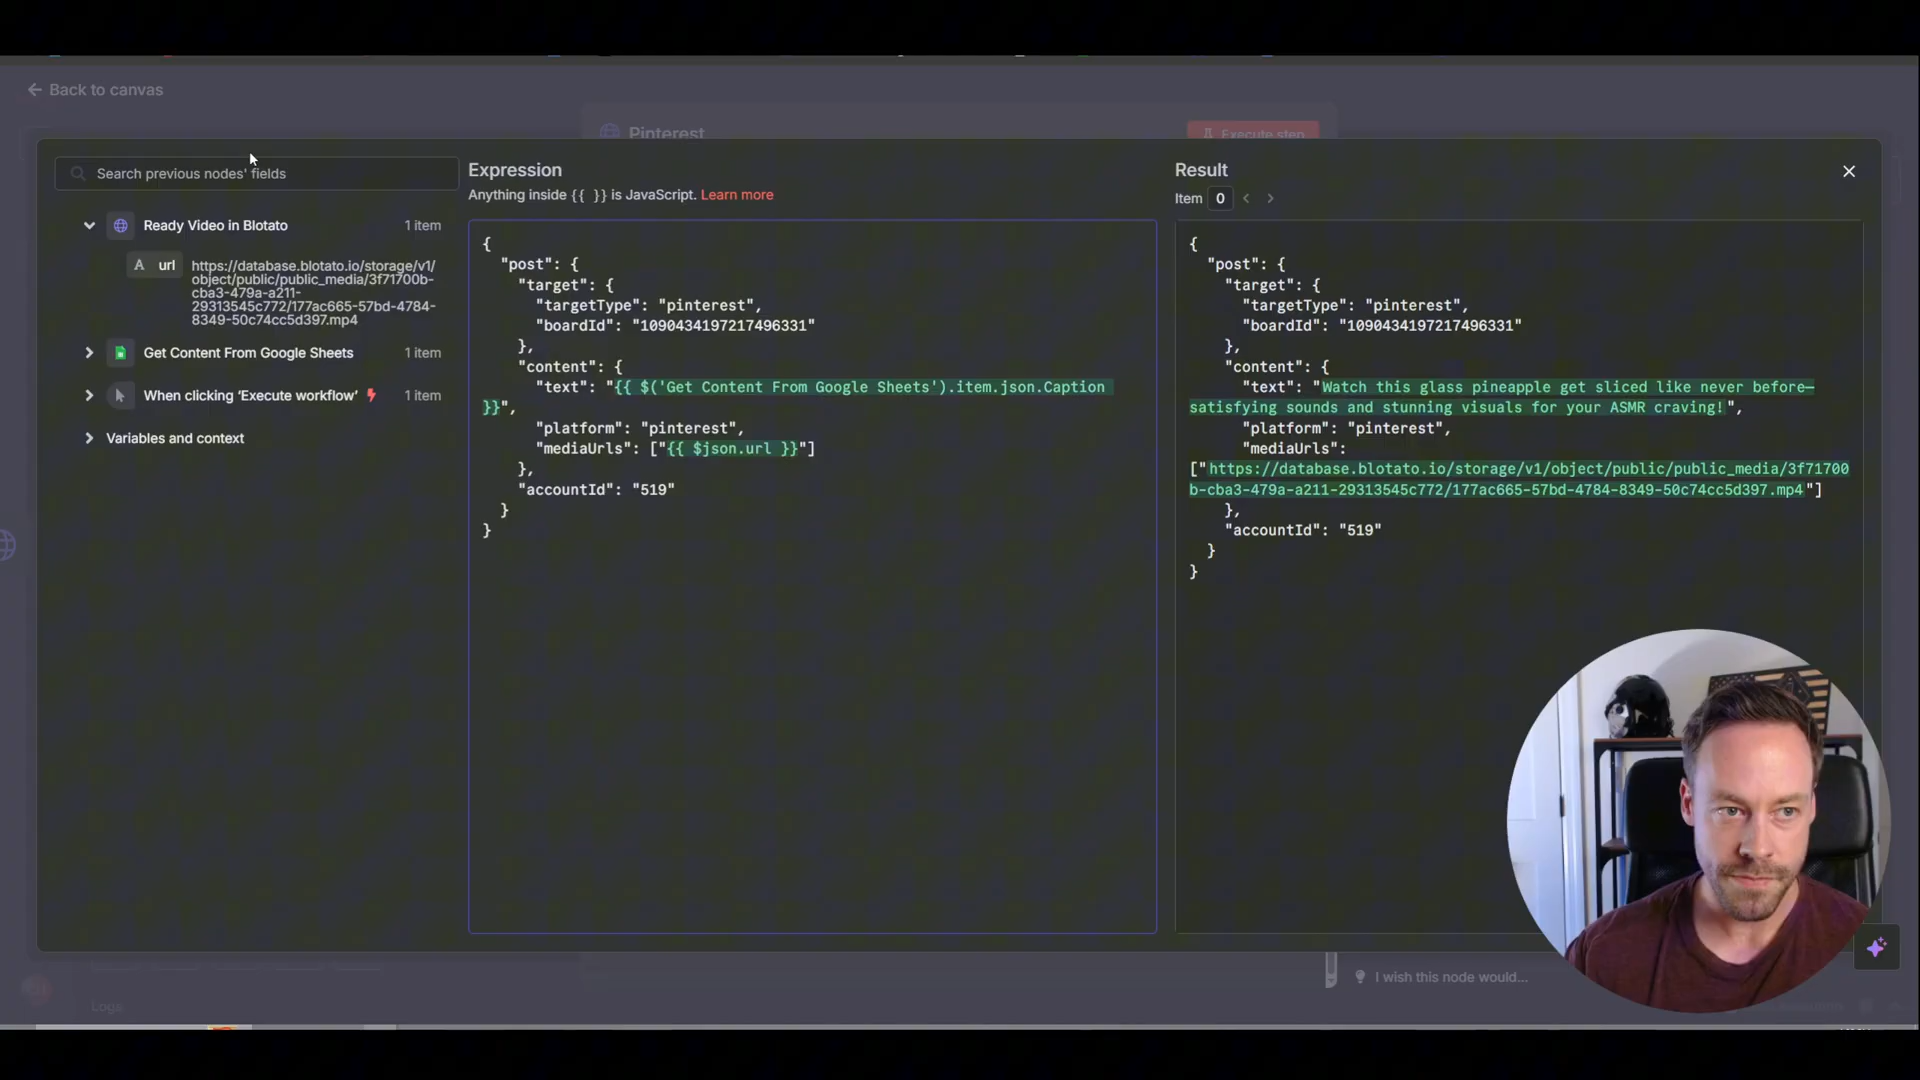 Back to canvas
Pinterest
Execute step
Search previous nodes' fields
Ready Video in Blotato
1 item
A url
https://database.blotato.io/storage/v1/
object/public/public_media/3f71700b-
cba3-479a-a211-
29313545c772/177ac665-57bd-4784-
8349-50c74cc5d397.mp4
Get Content From Google Sheets
1 item
When clicking ‘Execute workflow’
1 item
Variables and context
Expression
Anything inside {{ }} is JavaScript. Learn more
{
"post": {
"target": {
"targetType": "pinterest",
"boardId": "1090434197217496331"
},
"content": {
"text": "{{ $('Get Content From Google Sheets').item.json.Caption
}}",
"platform": "pinterest",
"mediaUrls": ["{{ $json.url }}"]
},
"accountId": "519"
}
}
Result
Item 0
{
"post": {
"target": {
"targetType": "pinterest",
"boardId": "1090434197217496331"
},
"content": {
"text": "Watch this glass pineapple get sliced like never before—
satisfying sounds and stunning visuals for your ASMR craving!",
"platform": "pinterest",
"mediaUrls":
["https://database.blotato.io/storage/v1/object/public/public_media/3f71700
b-cba3-479a-a211-29313545c772/177ac665-57bd-4784-8349-50c74cc5d397.mp4"]
},
"accountId": "519"
}
}
I wish this node would...
Logs